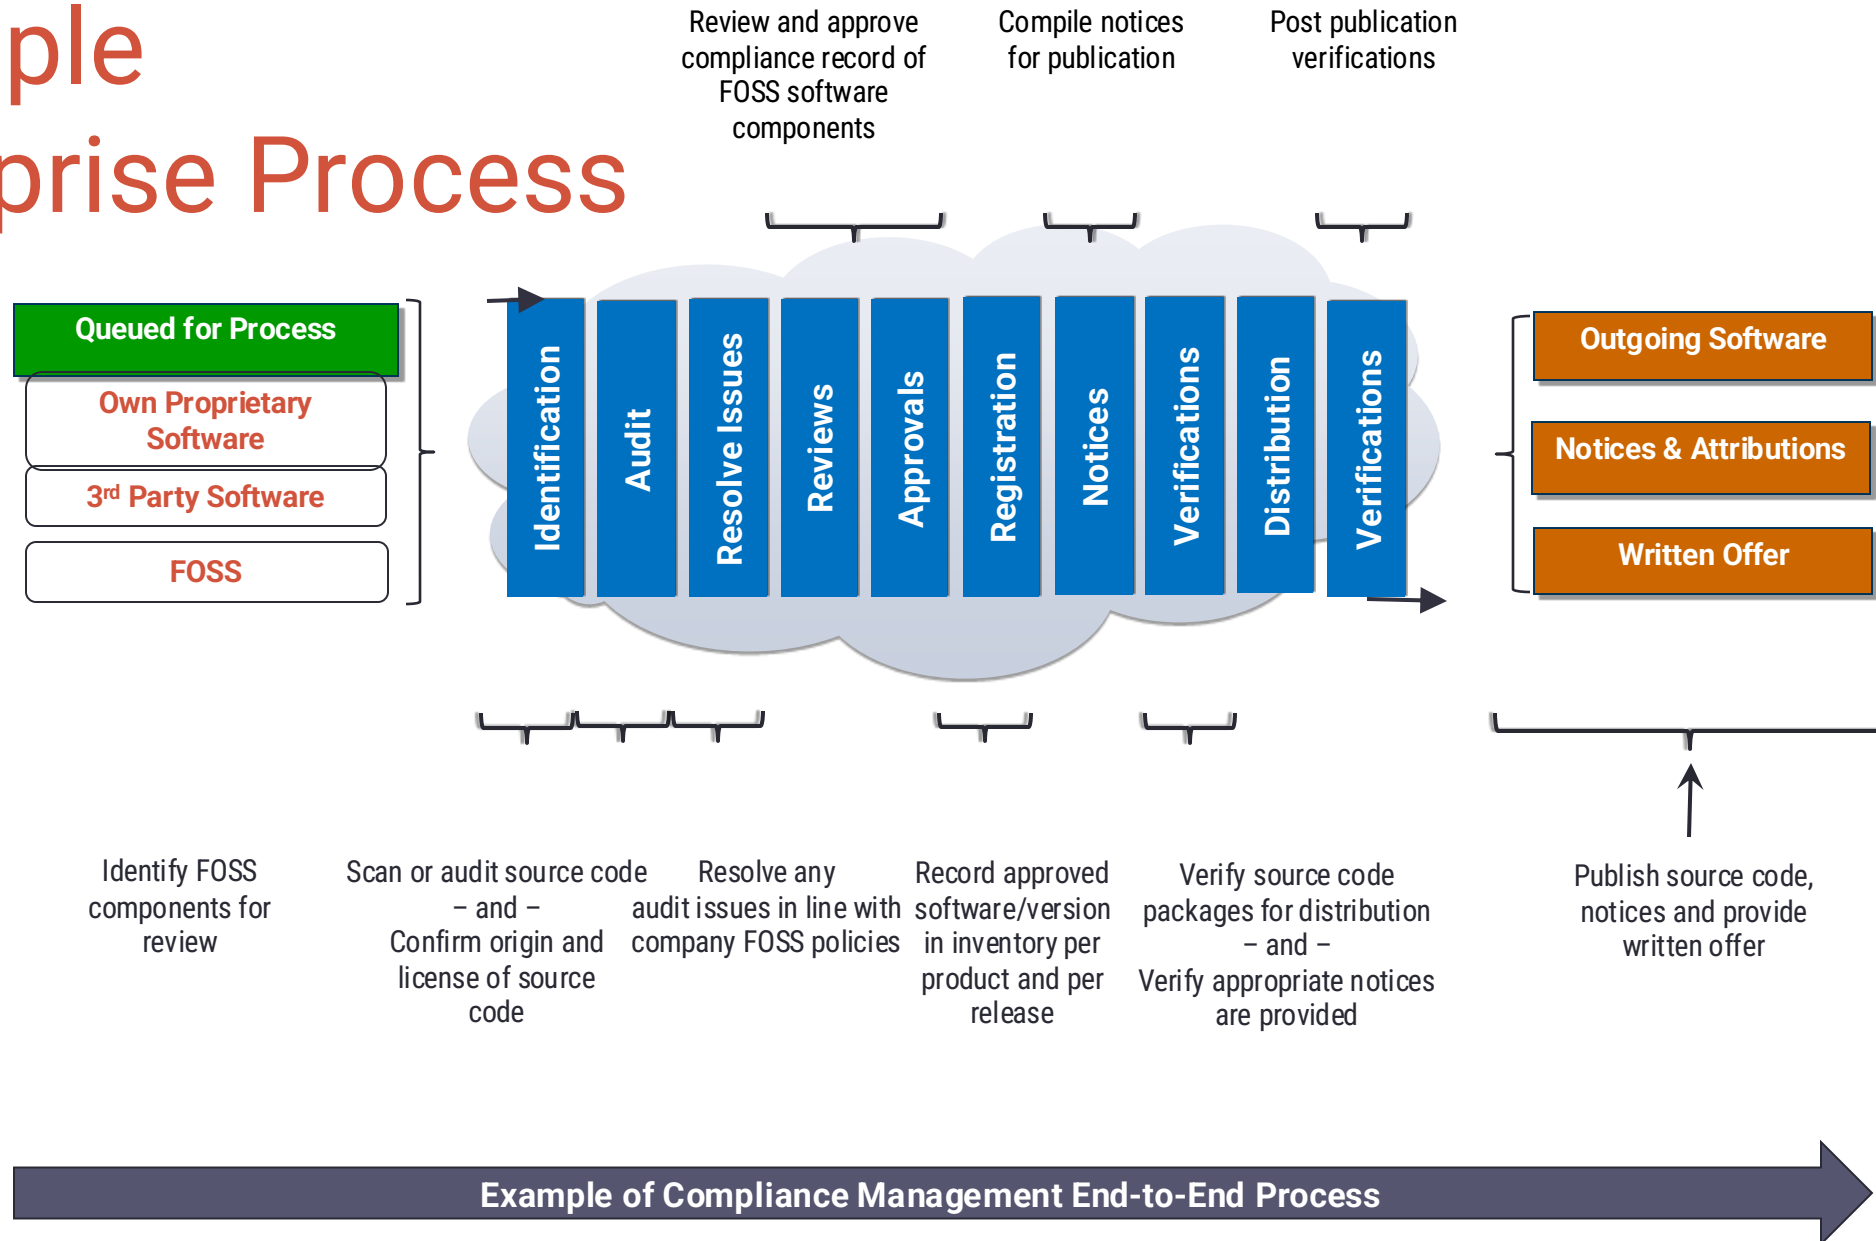 ple
prise Process
Review and approve
compliance record of
FOSS software
components
Compile notices
for publication
Post publication
verifications
Queued for Process
Own Proprietary
Software
3rd Party Software
FOSS
Identification
Audit
Resolve Issues
Reviews
Approvals
Registration
Notices
Verifications
Distribution
Verifications
Outgoing Software
Notices & Attributions
Written Offer
Identify FOSS
components for
review
Scan or audit source code
– and –
Confirm origin and
license of source
code
Resolve any
audit issues in line with
company FOSS policies
Record approved
software/version
in inventory per
product and per
release
Verify source code
packages for distribution
– and –
Verify appropriate notices
are provided
Publish source code,
notices and provide
written offer
Example of Compliance Management End-to-End Process